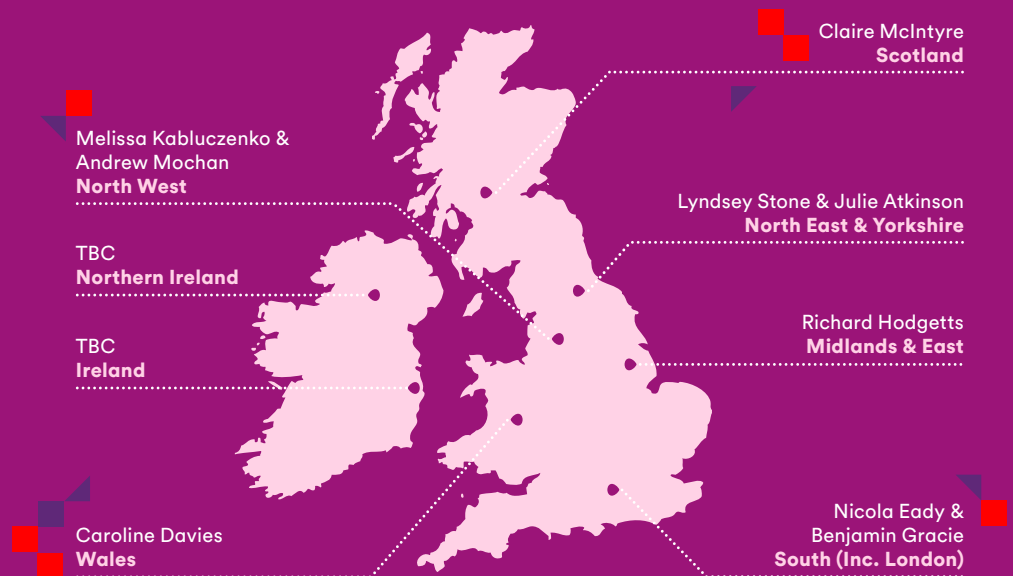 Claire McIntyre
Scotland
Melissa Kabluczenko &
Andrew Mochan
North West
Lyndsey Stone & Julie Atkinson
North East & Yorkshire
TBC
Northern Ireland
Richard Hodgetts
Midlands & East
TBC
Ireland
Nicola Eady &
Benjamin Gracie
South (Inc. London)
Caroline Davies
Wales